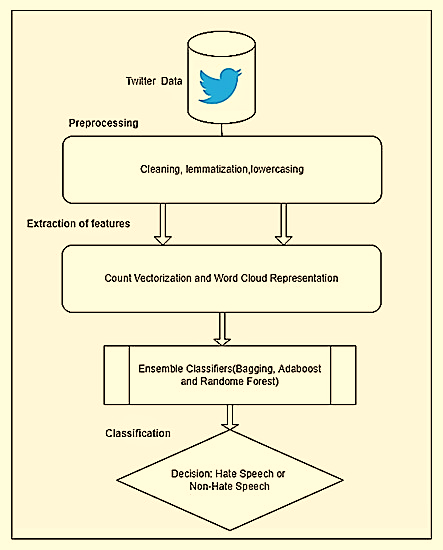 Twitter Data
Preprocessing
Cleaning, lemmatization,lowercasing
Extraction of features
Count Vectorization and Word Cloud Representation
Ensemble Classifiers(Bagging, Adaboost
and Randome Forest)
Classification
Decision: Hate Speech or
Non-Hate Speech